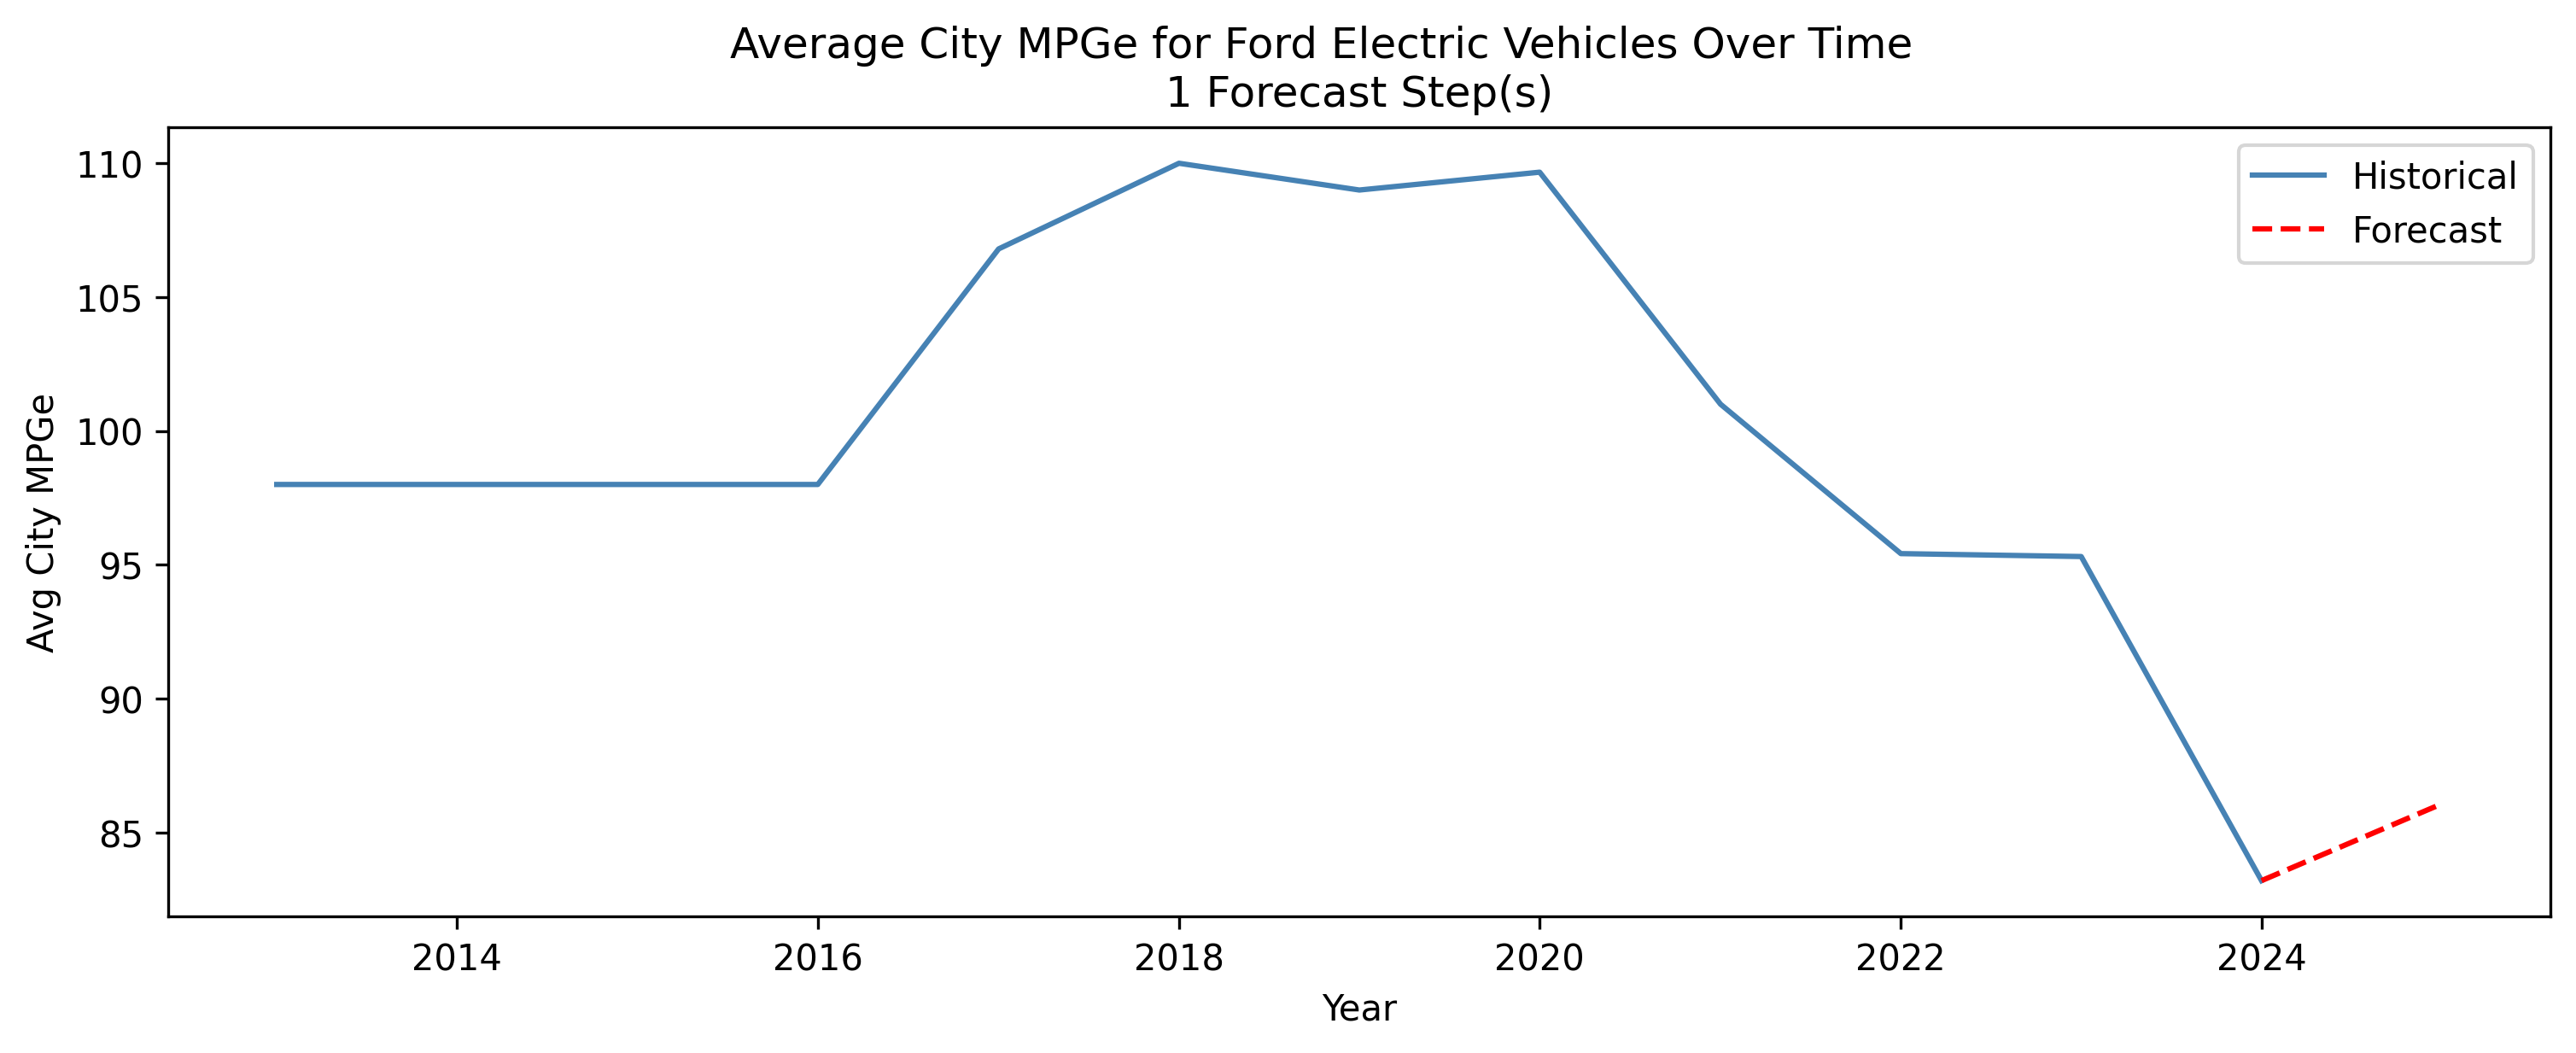 Average City MPGe for Ford Electric Vehicles Over Time
1 Forecast Step(s)
Historical
Forecast
110
105
100
95
90
85
Avg City MPGe
2014
2016
2018
2020
2022
2024
Year